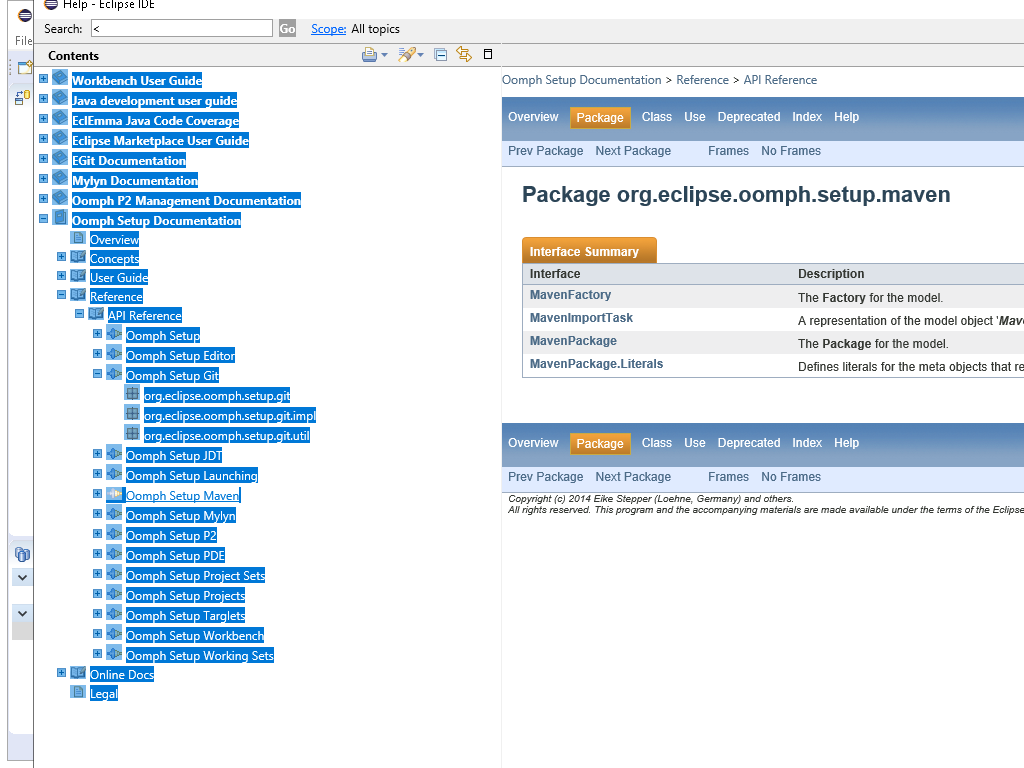 Help - Eclipse IDE
File
Search: < Go Scope: All topics
Contents
Workbench User Guide
Java development user guide
EclEmma Java Code Coverage
Eclipse Marketplace User Guide
EGit Documentation
Mylyn Documentation
Oomph P2 Management Documentation
Oomph Setup Documentation
Overview
Concepts
User Guide
Reference
API Reference
Oomph Setup
Oomph Setup Editor
Oomph Setup Git
org.eclipse.oomph.setup.git
org.eclipse.oomph.setup.git.impl
org.eclipse.oomph.setup.git.util
Oomph Setup JDT
Oomph Setup Launching
Oomph Setup Maven
Oomph Setup Mylyn
Oomph Setup P2
Oomph Setup PDE
Oomph Setup Project Sets
Oomph Setup Projects
Oomph Setup Targlets
Oomph Setup Workbench
Oomph Setup Working Sets
Online Docs
Legal
Oomph Setup Documentation > Reference > API Reference
Overview Package Class Use Deprecated Index Help
Prev Package Next Package Frames No Frames
Package org.eclipse.oomph.setup.maven
Interface Summary
Interface Description
MavenFactory The Factory for the model.
MavenImportTask A representation of the model object 'Mav
MavenPackage The Package for the model.
MavenPackage.Literals Defines literals for the meta objects that re
Overview Package Class Use Deprecated Index Help
Prev Package Next Package Frames No Frames
Copyright (c) 2014 Eike Stepper (Loehne, Germany) and others.
All rights reserved. This program and the accompanying materials are made available under the terms of the Eclipse